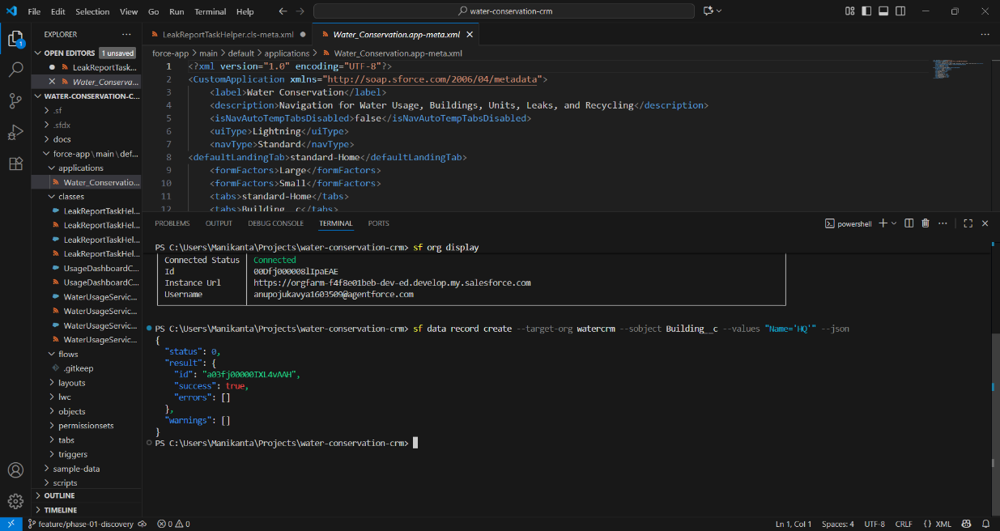 File Edit Selection View Go Run Terminal Help
water-conservation-crm
EXPLORER
OPEN EDITORS 1 unsaved
LeakReportTask...
Water_Conserva...
WATER-CONSERVATION-C...
.sf
.sfdx
docs
force-app\main\def...
applications
Water_Conservatio...
classes
LeakReportTaskHel...
LeakReportTaskHel...
LeakReportTaskHel...
LeakReportTaskHel...
UsageDashboardC...
UsageDashboardC...
WaterUsageServic...
WaterUsageServic...
WaterUsageServic...
WaterUsageServic...
flows
.gitkeep
layouts
lwc
objects
permissionsets
tabs
triggers
sample-data
scripts
OUTLINE
TIMELINE
1
LeakReportTaskHelper.cls-meta.xml
Water_Conservation.app-meta.xml
force-app > main > default > applications > Water_Conservation.app-meta.xml
1 <?xml version="1.0" encoding="UTF-8"?>
2 <CustomApplication xmlns="http://soap.sforce.com/2006/04/metadata">
3 <label>Water Conservation</label>
4 <description>Navigation for Water Usage, Buildings, Units, Leaks, and Recycling</description>
5 <isNavAutoTempTabsDisabled>false</isNavAutoTempTabsDisabled>
6 <uiType>Lightning</uiType>
7 <navType>Standard</navType>
8 <defaultLandingTab>standard-Home</defaultLandingTab>
9 <formFactors>Large</formFactors>
10 <formFactors>Small</formFactors>
11 <tabs>standard-Home</tabs>
12 <tabs>Building__c</tabs>
PROBLEMS OUTPUT DEBUG CONSOLE TERMINAL PORTS
powershell
PS C:\Users\Manikanta\Projects\water-conservation-crm> sf org display
Connected Status Connected
Id 00Dfj000008lIpaEAE
Instance Url https://orgfarm-f4f8e01beb-dev-ed.develop.my.salesforce.com
Username anupojukavya1603509@agentforce.com
PS C:\Users\Manikanta\Projects\water-conservation-crm> sf data record create --target-org watercrm --sobject Building__c --values "Name='HQ'" --json
{
"status": 0,
"result": {
"id": "a03fj00000IXL4vAAH",
"success": true,
"errors": []
},
"warnings": []
}
PS C:\Users\Manikanta\Projects\water-conservation-crm>
feature/phase-01-discovery 0 0
Ln 1, Col 1 Spaces: 4 UTF-8 CRLF {} XML